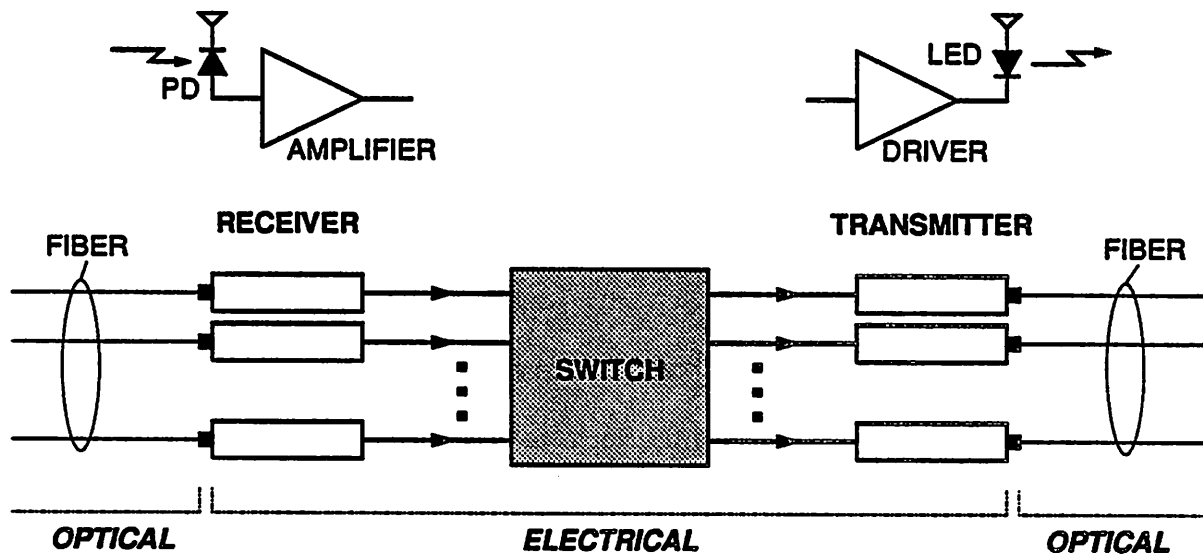 LED
PD
AMPLIFIER
DRIVER
RECEIVER
TRANSMITTER
FIBER
FIBER
SWITCH
OPTICAL
ELECTRICAL
OPTICAL